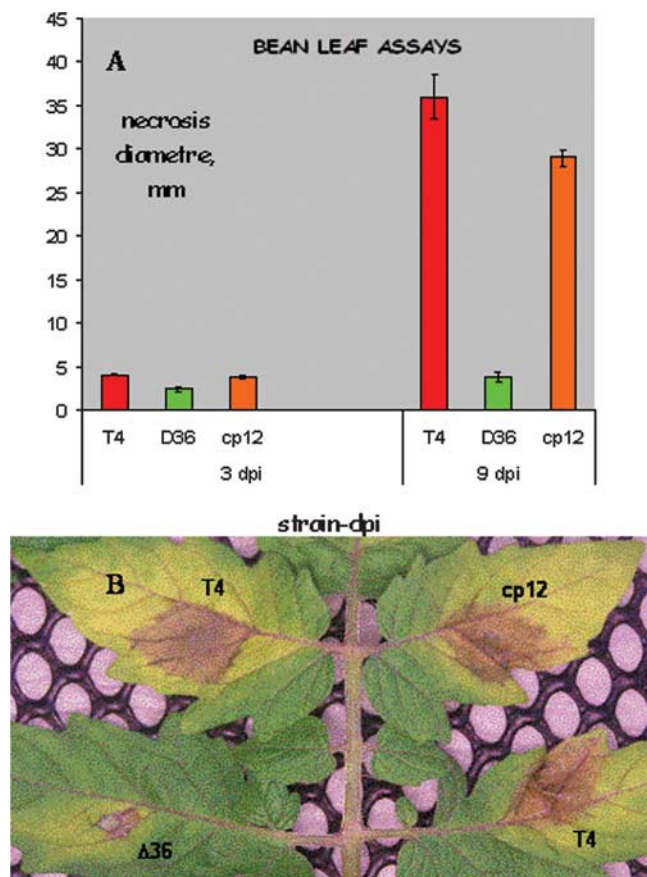 45
40
35
30
25
20
15
10
5
0
A
BEAN LEAF ASSAYS
necrosis
diametre,
mm
T4 D36 cp12 T4 D36 cp12
3 dpi 9 dpi
strain-dpi
B T4 cp12
Δ36 T4